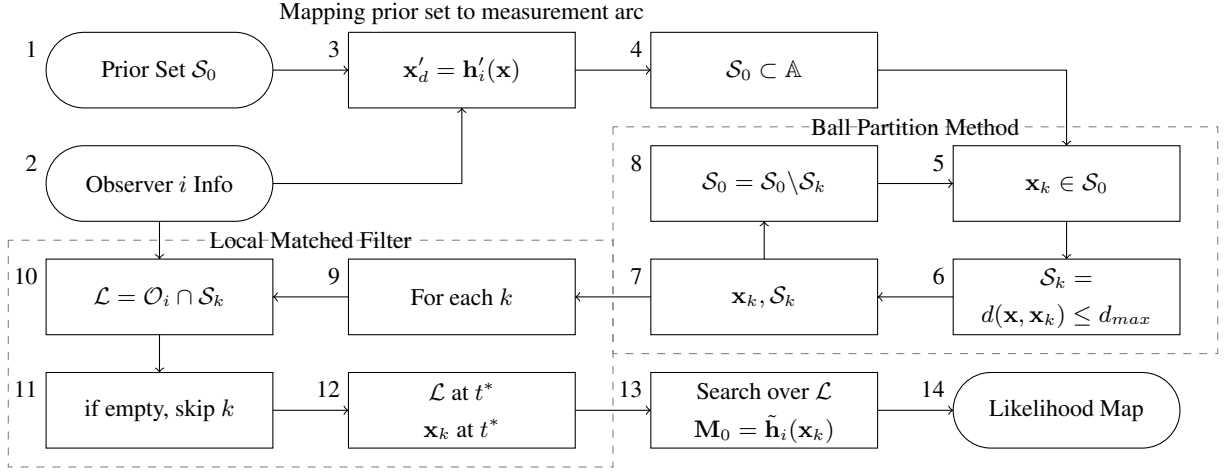 Mapping prior set to measurement arc
1
Prior Set 𝒮₀
3
𝐱′_d = 𝐡′_i(𝐱)
4
𝒮₀ ⊂ 𝔸
Ball Partition Method
2
Observer i Info
8
𝒮₀ = 𝒮₀\𝒮_k
5
𝐱_k ∈ 𝒮₀
Local Matched Filter
10
ℒ = 𝒪_i ∩ 𝒮_k
9
For each k
7
𝐱_k, 𝒮_k
6
𝒮_k =
d(𝐱, 𝐱_k) ≤ d_{max}
11
if empty, skip k
12
ℒ at t*
𝐱_k at t*
13
Search over ℒ
𝐌₀ = 𝐡̃_i(𝐱_k)
14
Likelihood Map